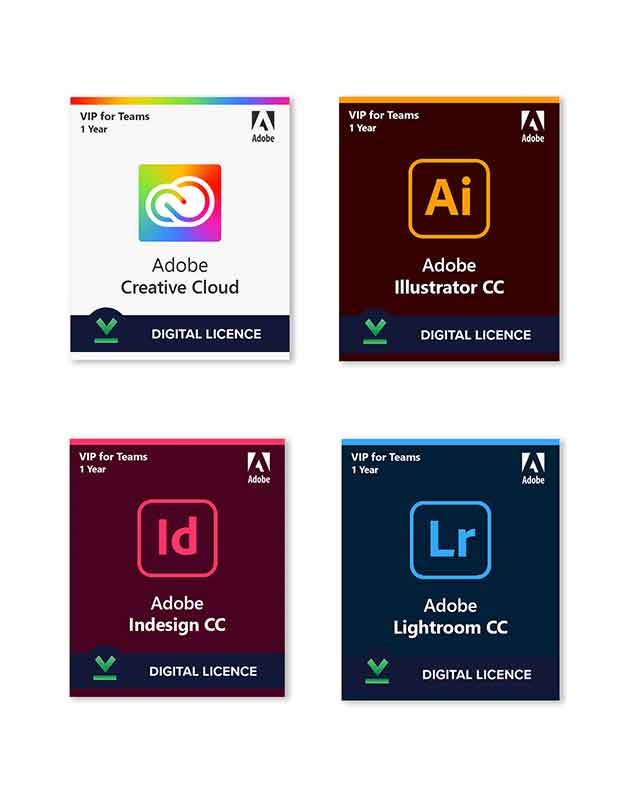 VIP for Teams
1 Year
Adobe
Adobe
Creative Cloud
DIGITAL LICENCE
VIP for Teams
1 Year
Adobe
Ai
Adobe
Illustrator CC
DIGITAL LICENCE
VIP for Teams
1 Year
Adobe
Id
Adobe
Indesign CC
DIGITAL LICENCE
VIP for Teams
1 Year
Adobe
Lr
Adobe
Lightroom CC
DIGITAL LICENCE